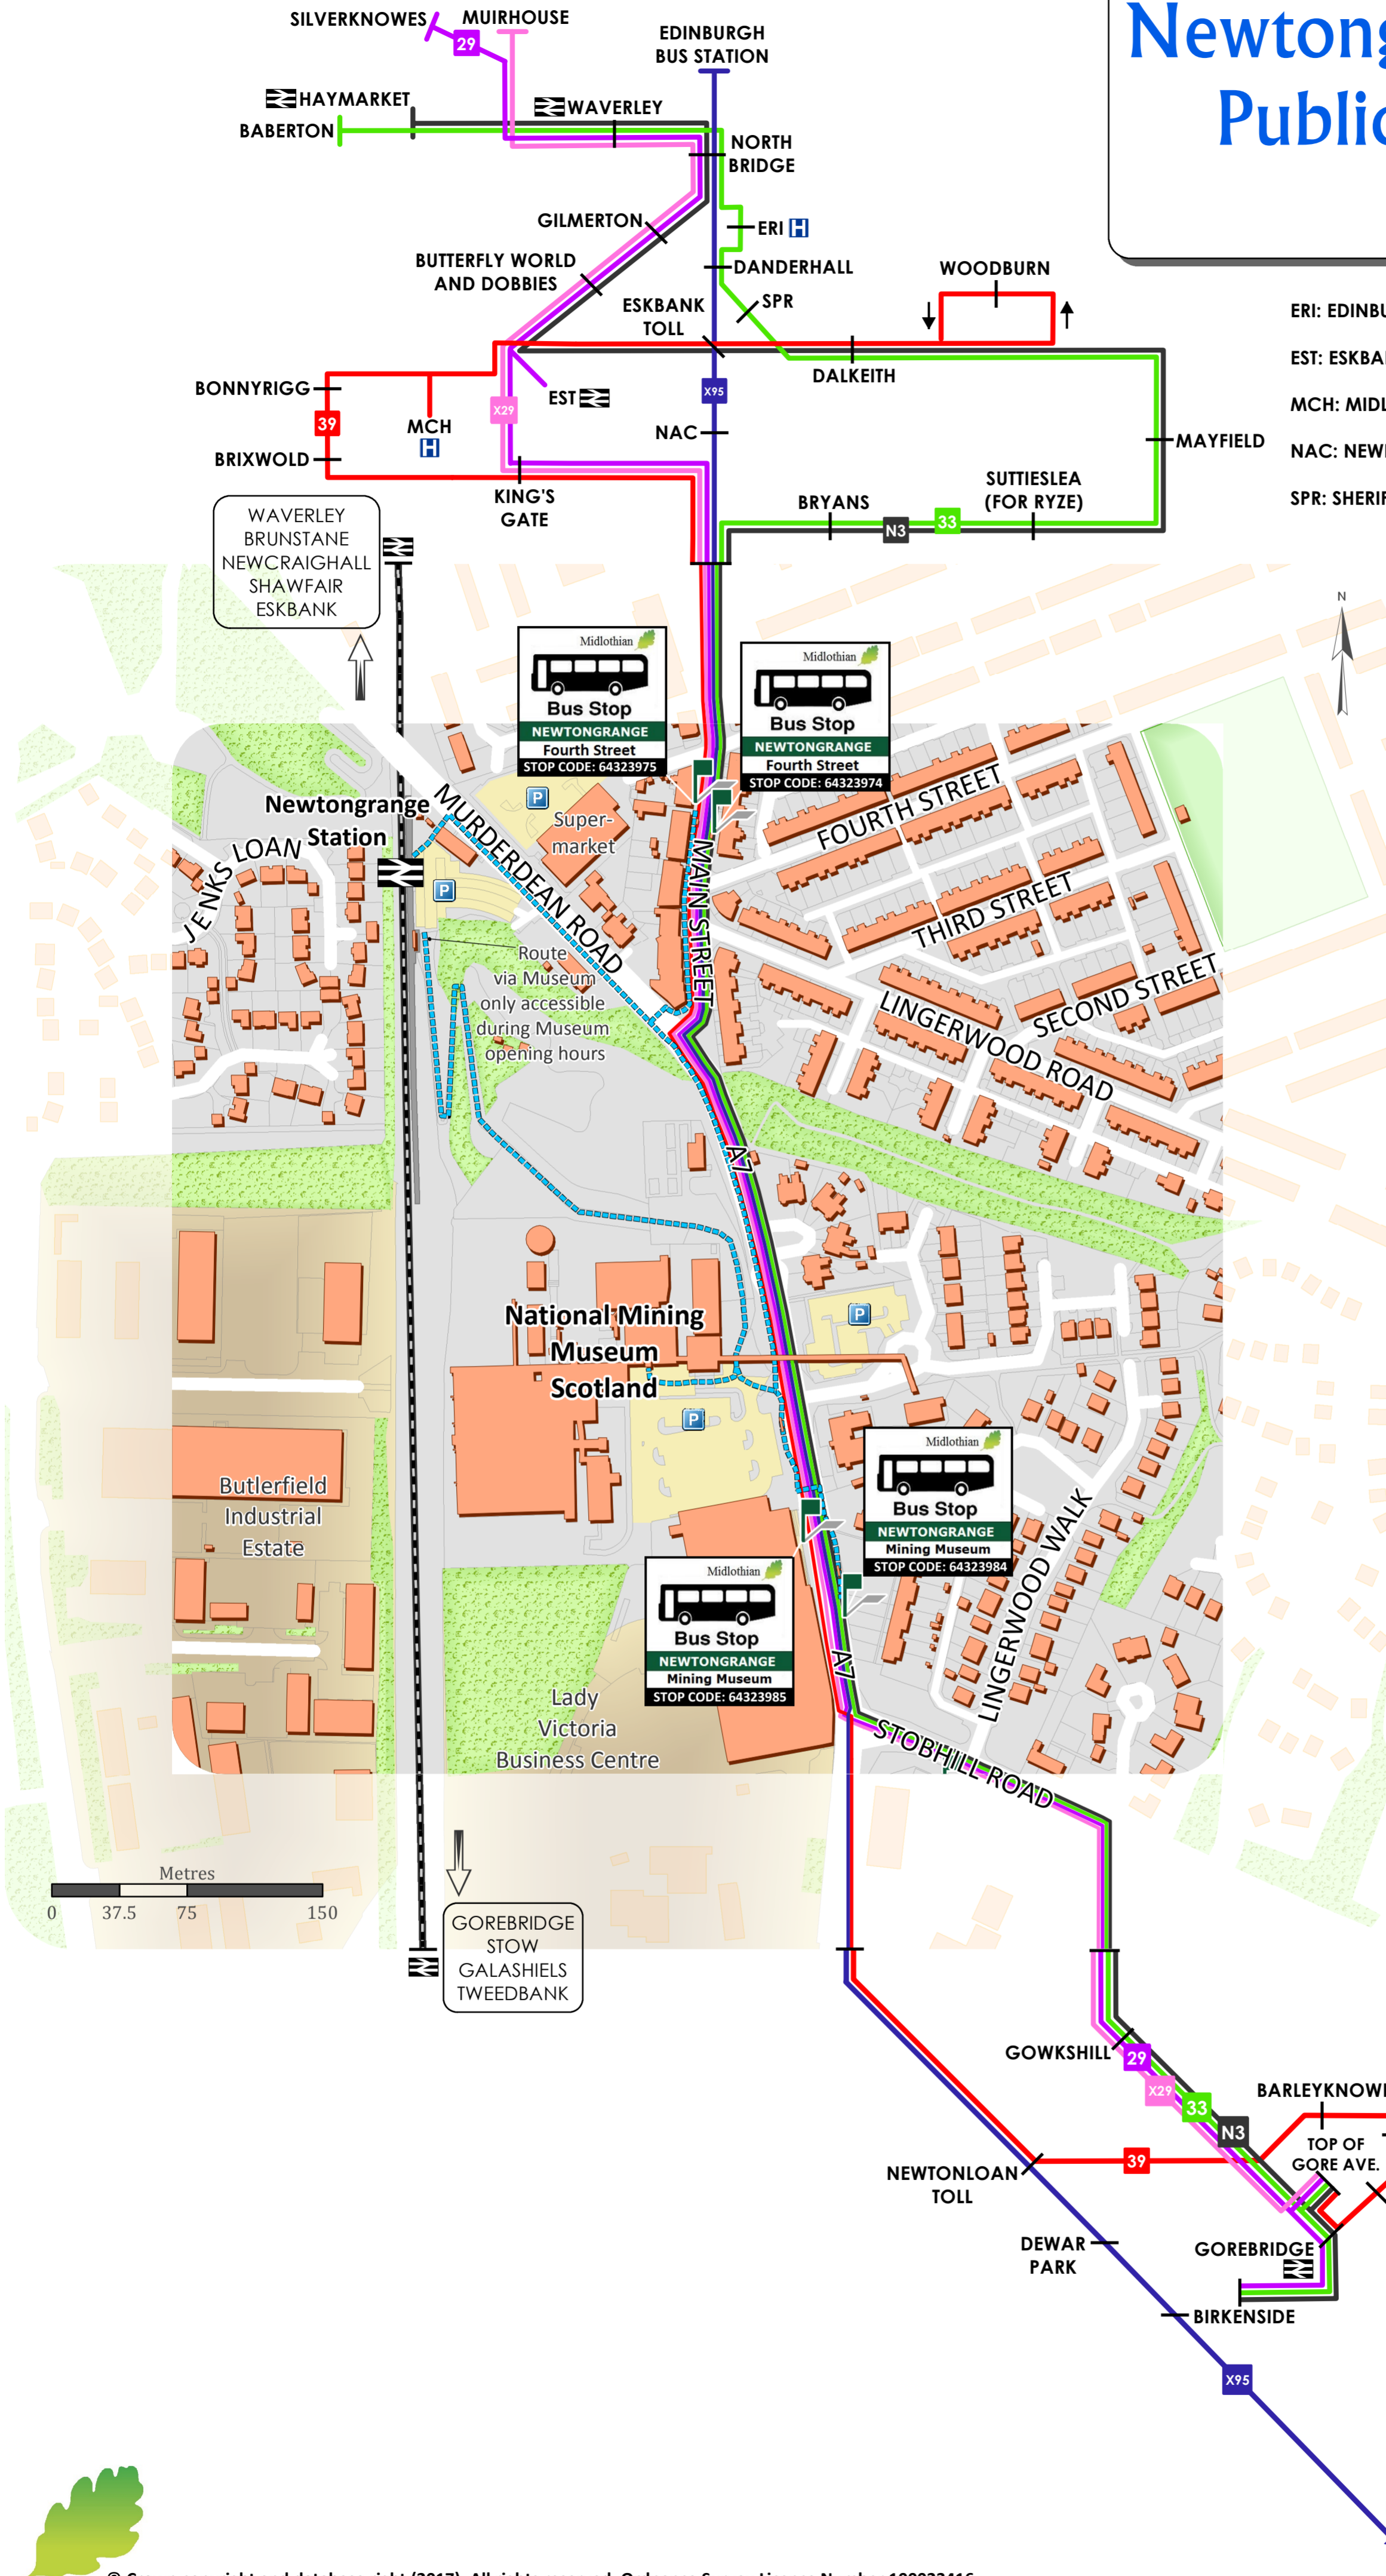 Newtong
Public
SILVERKNOWES
MUIRHOUSE
29
EDINBURGH
BUS STATION
HAYMARKET
WAVERLEY
BABERTON
NORTH
BRIDGE
GILMERTON
ERI H
BUTTERFLY WORLD
AND DOBBIES
DANDERHALL
WOODBURN
ESKBANK
TOLL
SPR
ERI: EDINBU
EST: ESKBA
MCH: MIDL
NAC: NEW
SPR: SHERIF
DALKEITH
BONNYRIGG
EST
X95
X29
39
MCH
H
NAC
MAYFIELD
BRIXWOLD
KING'S
GATE
BRYANS
SUTTIESLEA
(FOR RYZE)
N3
33
WAVERLEY
BRUNSTANE
NEWCRAIGHALL
SHAWFAIR
ESKBANK
N
Midlothian
Bus Stop
NEWTONGRANGE
Fourth Street
STOP CODE: 64323975
Midlothian
Bus Stop
NEWTONGRANGE
Fourth Street
STOP CODE: 64323974
Newtongrange
Station
JENKS LOAN
MURDERDEAN ROAD
P
Super-
market
P
MAIN STREET
FOURTH STREET
THIRD STREET
SECOND STREET
LINGERWOOD ROAD
Route
via Museum
only accessible
during Museum
opening hours
A7
National Mining
Museum
Scotland
P
P
Butlerfield
Industrial
Estate
Midlothian
Bus Stop
NEWTONGRANGE
Mining Museum
STOP CODE: 64323984
Midlothian
Bus Stop
NEWTONGRANGE
Mining Museum
STOP CODE: 64323985
LINGERWOOD WALK
A7
Lady
Victoria
Business Centre
STOBHILL ROAD
Metres
0 37.5 75 150
GOREBRIDGE
STOW
GALASHIELS
TWEEDBANK
GOWKSHILL
29
X29
33
N3
BARLEYKNOW
TOP OF
GORE AVE.
39
NEWTONLOAN
TOLL
DEWAR
PARK
GOREBRIDGE
BIRKENSIDE
X95